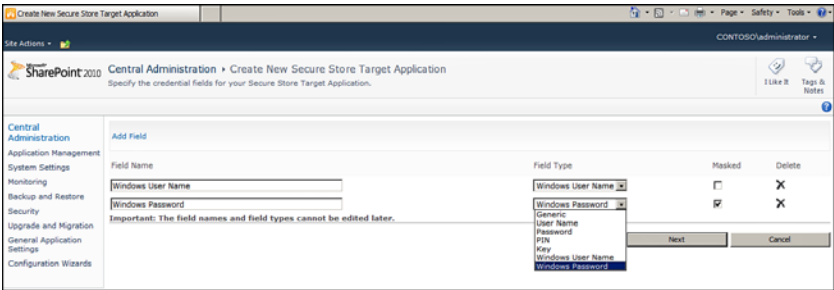 Create New Secure Store Target Application
Page Safety Tools
Site Actions
CONTOSO\administrator
Microsoft
SharePoint 2010
Central Administration Create New Secure Store Target Application
Specify the credential fields for your Secure Store Target Application.
I Like It
Tags &
Notes
Central
Administration
Application Management
System Settings
Monitoring
Backup and Restore
Security
Upgrade and Migration
General Application
Settings
Configuration Wizards
Add Field
Field Name Field Type Masked Delete
Windows User Name Windows User Name
Windows Password Windows Password
Important: The field names and field types cannot be edited later.
Generic
User Name
Password
PIN
Key
Windows User Name
Windows Password
Next Cancel